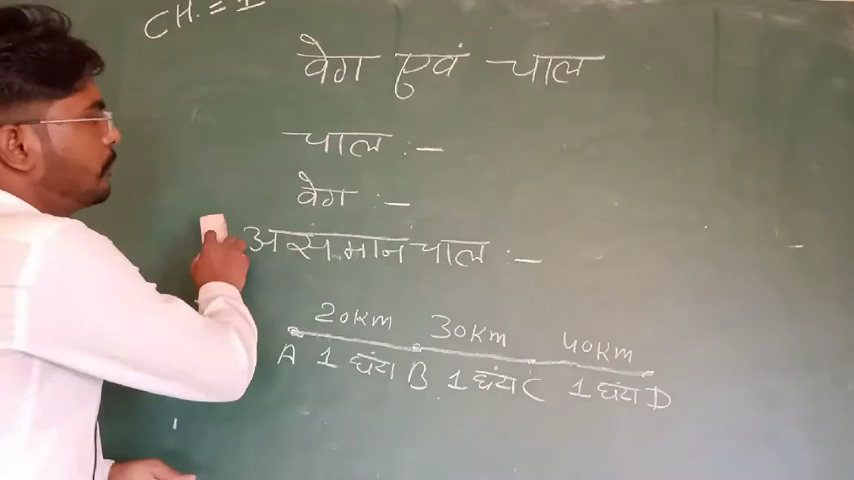 CH. = 1
वेग एवं चाल
चाल :-
वेग :-
असमान चाल :-
20km 30km 40km
A 1 घंटा B 1 घंटा C 1 घंटा D